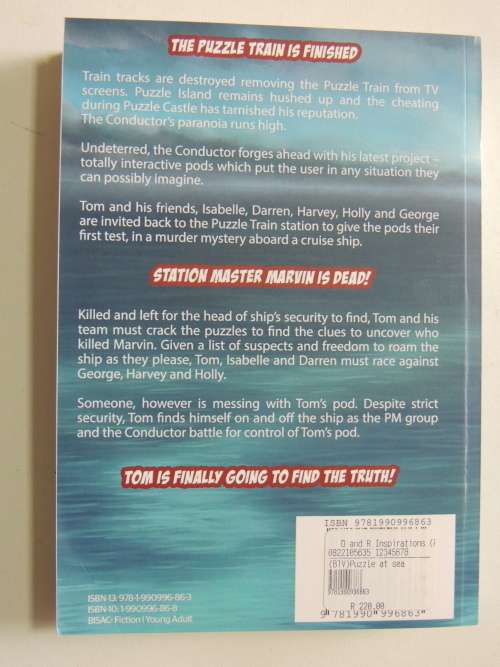 THE PUZZLE TRAIN IS FINISHED
Train tracks are destroyed removing the Puzzle Train from TV
screens. Puzzle Island remains hushed up and the cheating
during Puzzle Castle has tarnished his reputation.
The Conductor's paranoia runs high.
Undeterred, the Conductor forges ahead with his latest project –
totally interactive pods which put the user in any situation they
can possibly imagine.
Tom and his friends, Isabelle, Darren, Harvey, Holly and George
are invited back to the Puzzle Train station to give the pods their
first test, in a murder mystery aboard a cruise ship.
STATION MASTER MARVIN IS DEAD!
Killed and left for the head of ship's security to find, Tom and his
team must crack the puzzles to find the clues to uncover who
killed Marvin. Given a list of suspects and freedom to roam the
ship as they please, Tom, Isabelle and Darren must race against
George, Harvey and Holly.
Someone, however is messing with Tom's pod. Despite strict
security, Tom finds himself on and off the ship as the PM group
and the Conductor battle for control of Tom's pod.
TOM IS FINALLY GOING TO FIND THE TRUTH!
ISBN 9781990996863
D and R Inspirations ()
0822105635 12345678
(BTV)Puzzle at sea
9781990996863
R 220.00
9 781990 996863
ISBN-13: 978-1-990996-86-3
ISBN-10: 1-990996-86-8
BISAC: Fiction | Young Adult